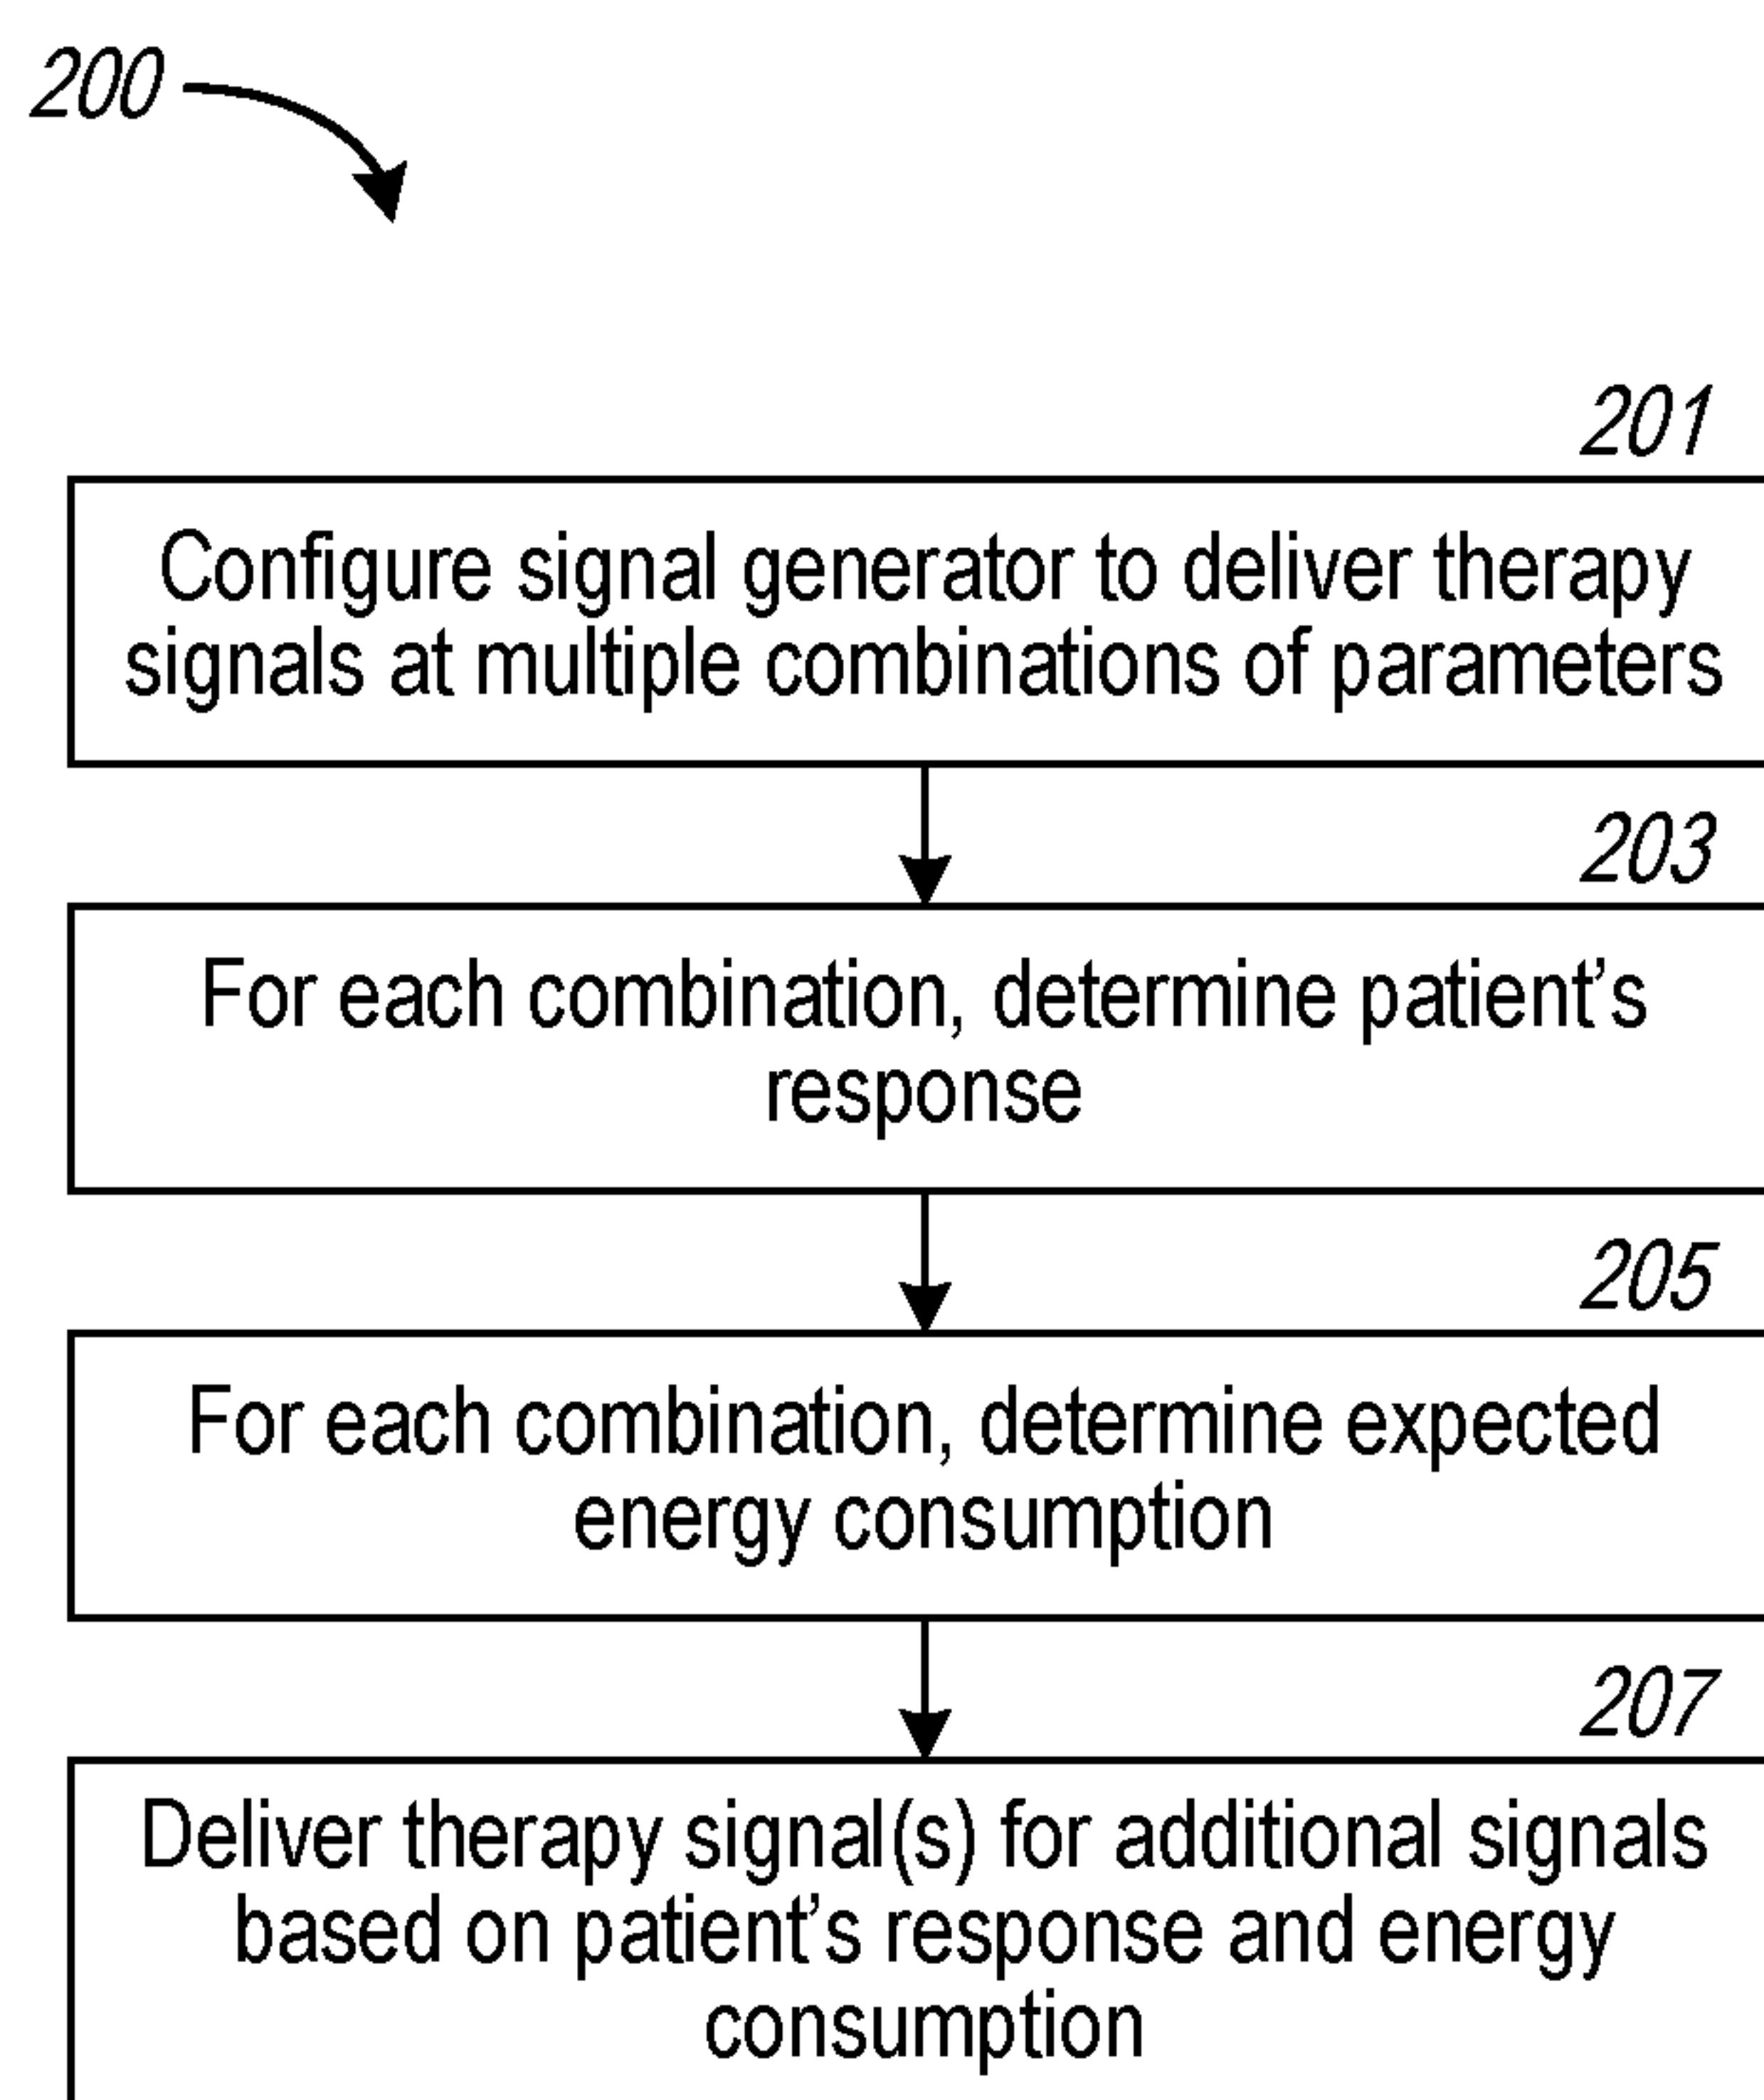 200
201
Configure signal generator to deliver therapy
signals at multiple combinations of parameters
203
For each combination, determine patient's
response
205
For each combination, determine expected
energy consumption
207
Deliver therapy signal(s) for additional signals
based on patient's response and energy
consumption